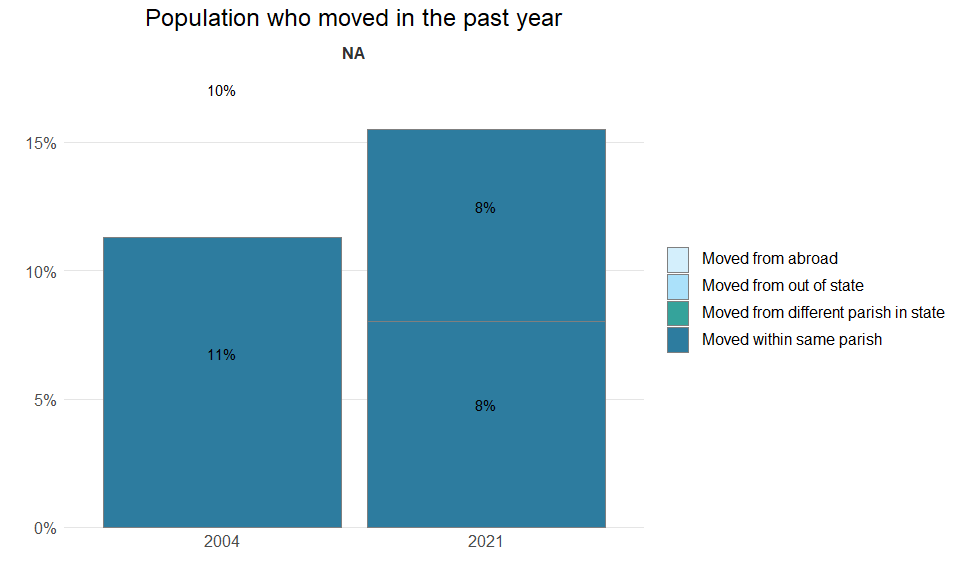 Population who moved in the past year
NA
10%
15%
8%
10%
11%
5%
8%
0%
2004
2021
Moved from abroad
Moved from out of state
Moved from different parish in state
Moved within same parish